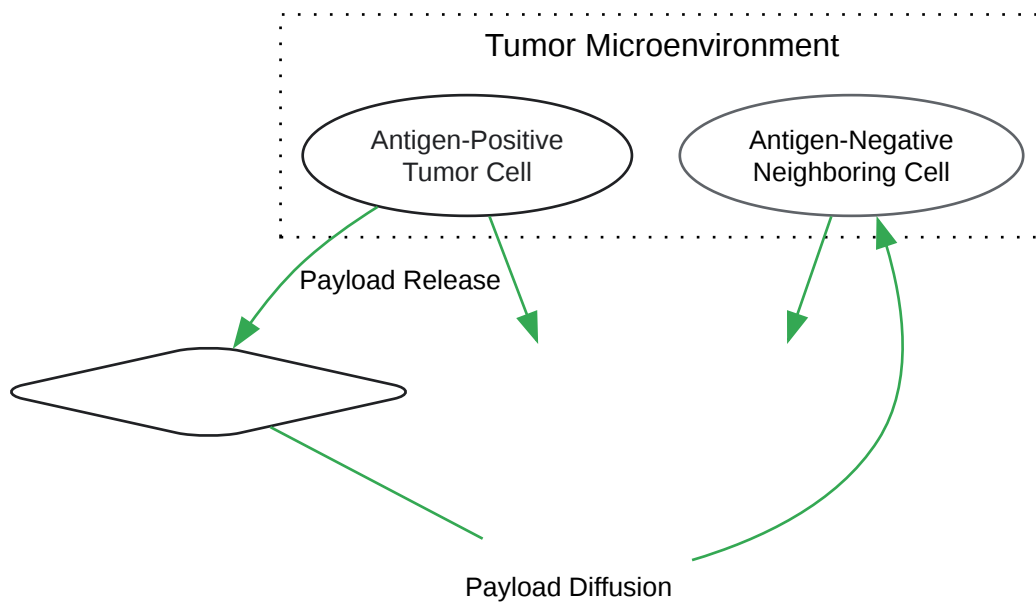 Tumor Microenvironment
Antigen-Positive
Tumor Cell
Antigen-Negative
Neighboring Cell
Payload Release
Payload Diffusion